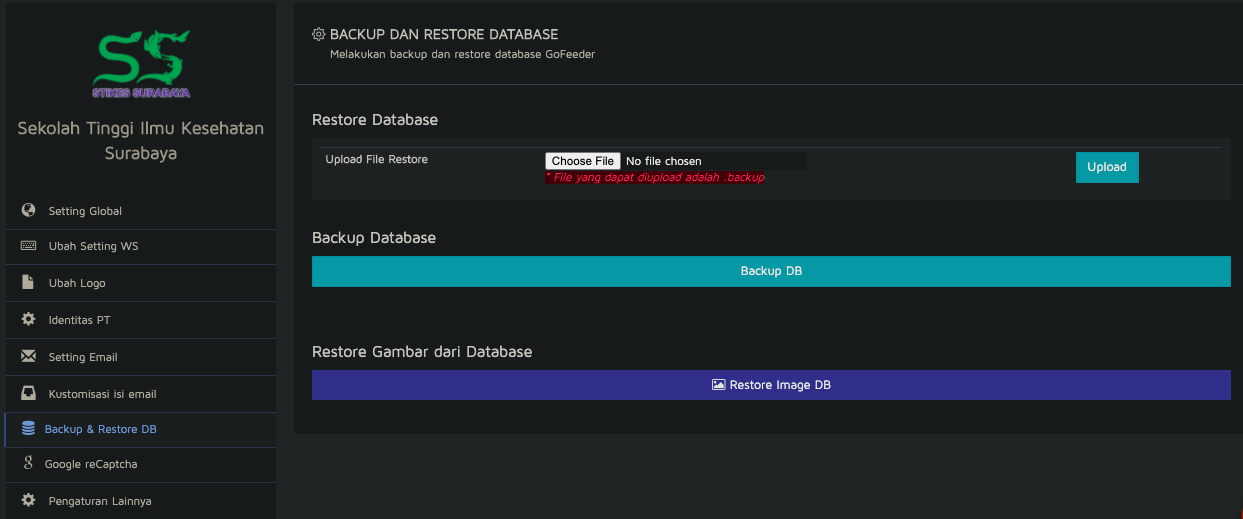 STIKES SURABAYA
Sekolah Tinggi Ilmu Kesehatan
Surabaya
Setting Global
Ubah Setting WS
Ubah Logo
Identitas PT
Setting Email
Kustomisasi isi email
Backup & Restore DB
Google reCaptcha
Pengaturan Lainnya
BACKUP DAN RESTORE DATABASE
Melakukan backup dan restore database GoFeeder
Restore Database
Upload File Restore
Choose File No file chosen
* File yang dapat diupload adalah .backup
Upload
Backup Database
Backup DB
Restore Gambar dari Database
Restore Image DB